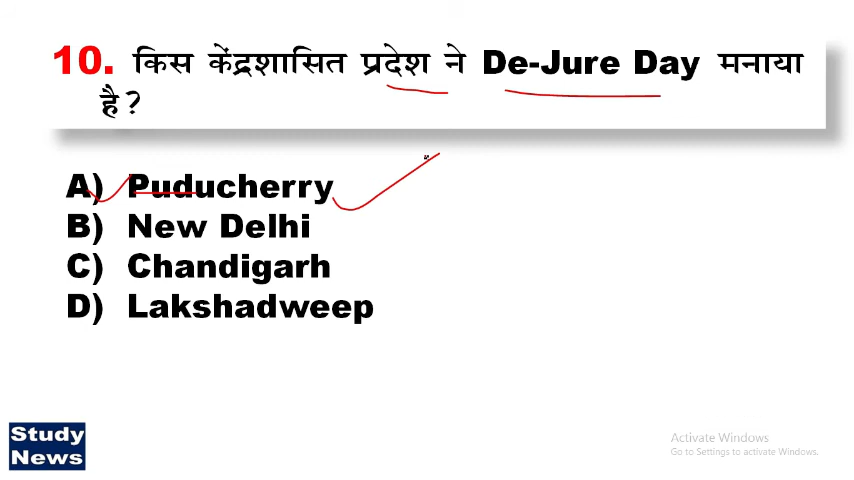 10. किस केंद्रशासित प्रदेश ने De-Jure Day मनाया
है?
A) Puducherry
B) New Delhi
C) Chandigarh
D) Lakshadweep
Study
News
Activate Windows
Go to Settings to activate Windows.